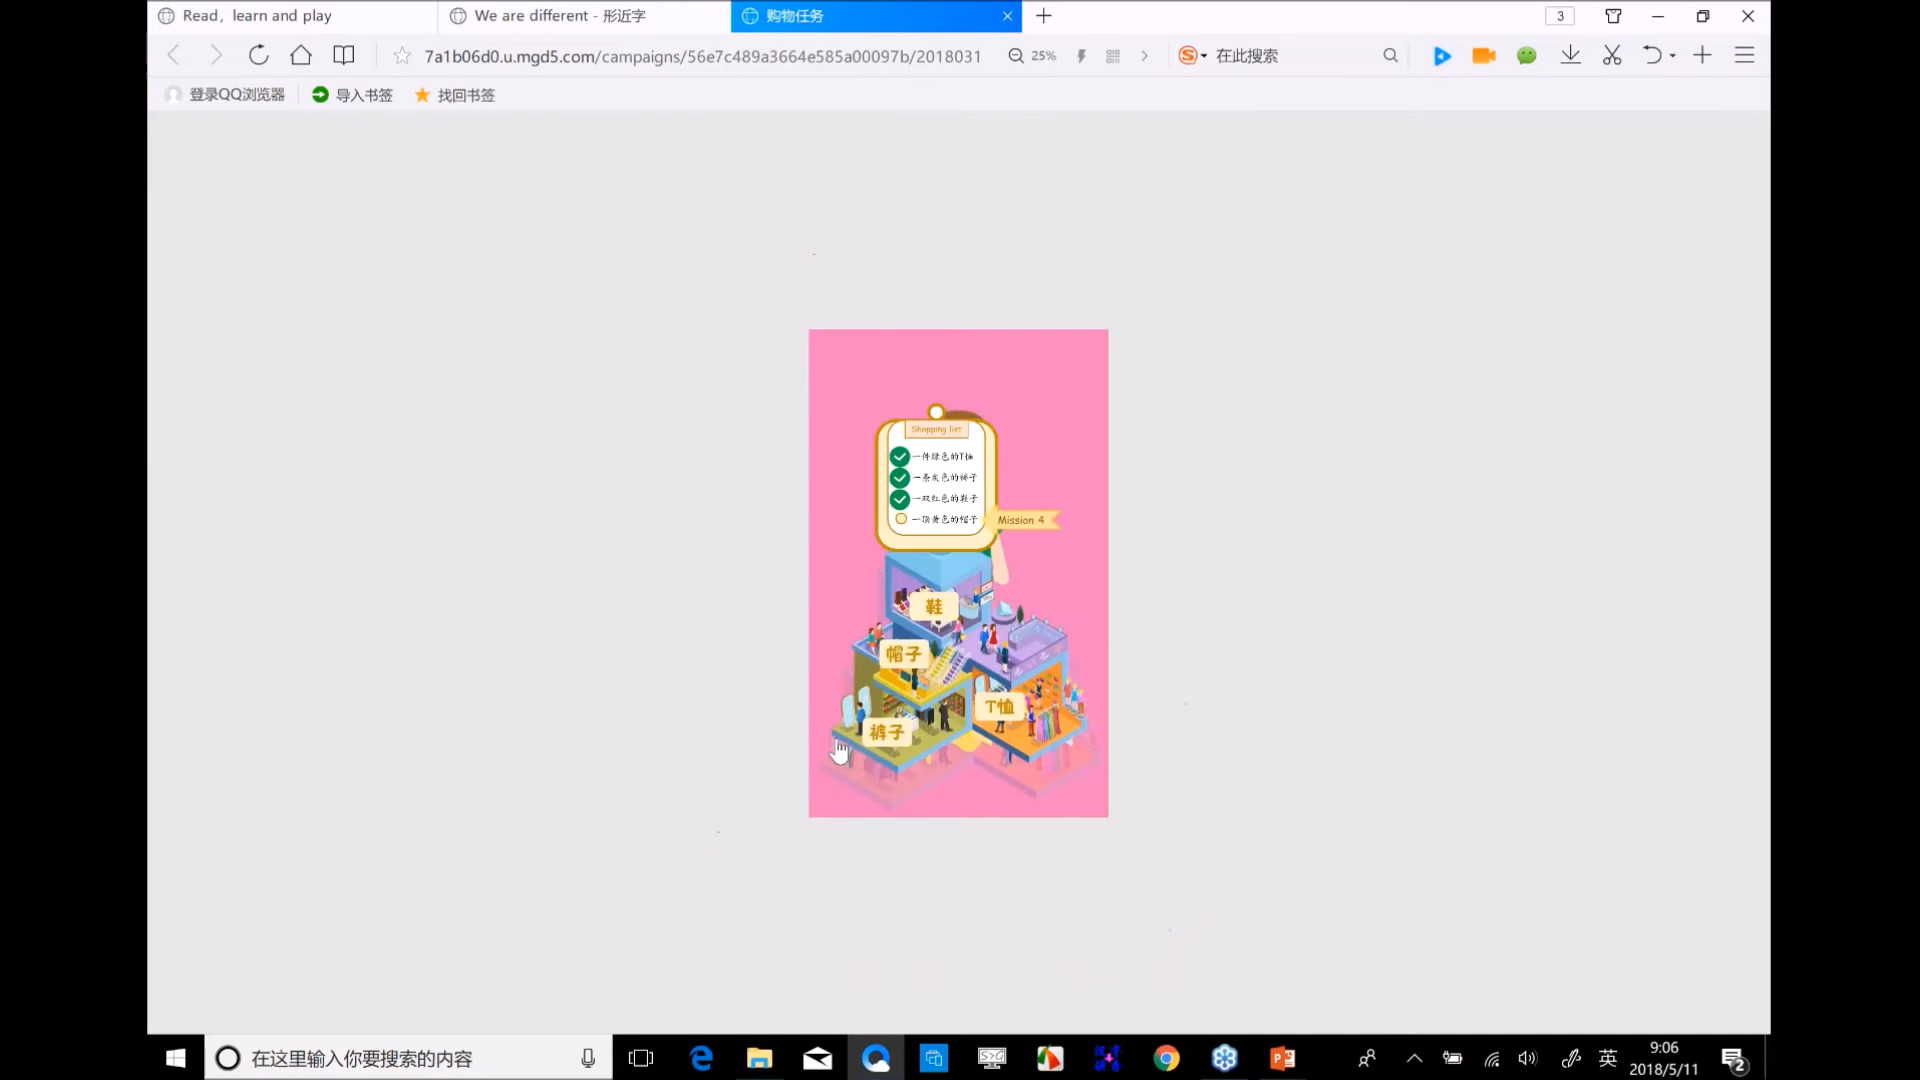 Read，learn and play
We are different - 形近字
购物任务
3
7a1b06d0.u.mgd5.com/campaigns/56e7c489a3664e585a00097b/2018031
25%
在此搜索
登录QQ浏览器
导入书签
找回书签
Shopping list
一件绿色的T恤
一条灰色的裤子
一双红色的鞋子
一顶黄色的帽子
Mission 4
鞋
帽子
T恤
裤子
在这里输入你要搜索的内容
英
9:06
2018/5/11
2